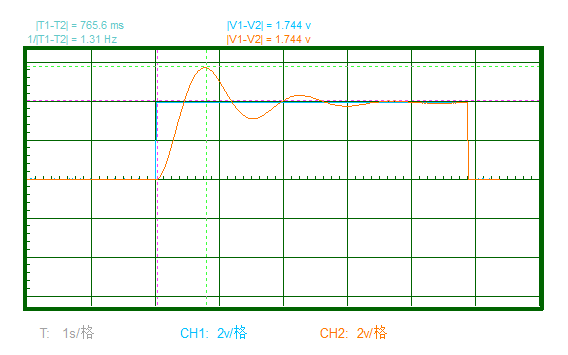 |T1-T2| = 765.6 ms |V1-V2| = 1.744 v
1/|T1-T2| = 1.31 Hz |V1-V2| = 1.744 v
T: 1s/格 CH1: 2v/格 CH2: 2v/格